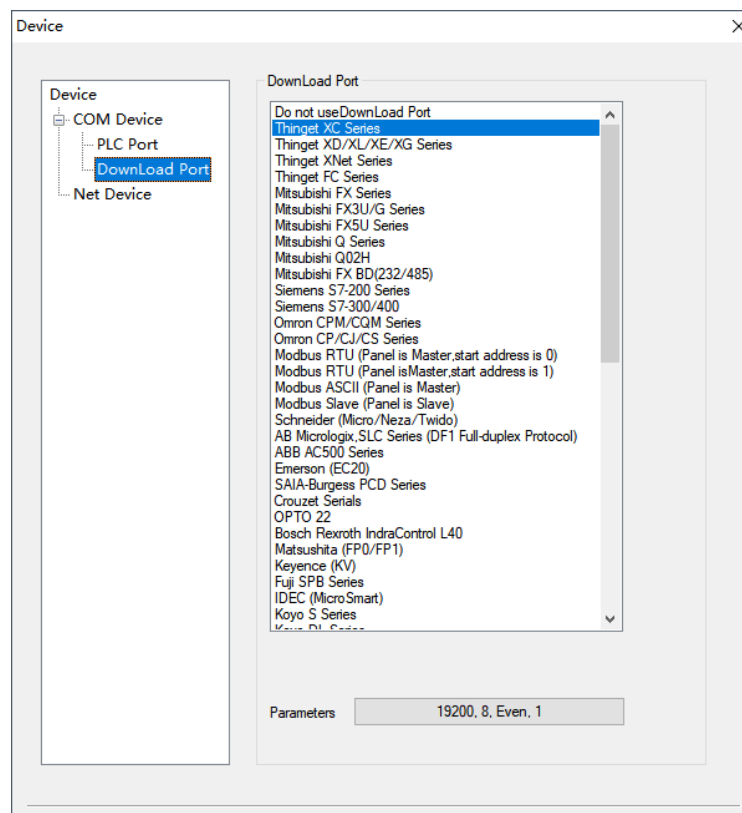 Device
Device
COM Device
PLC Port
DownLoad Port
Net Device
DownLoad Port
Do not useDownLoad Port
Thinget XC Series
Thinget XD/XL/XE/XG Series
Thinget XNet Series
Thinget FC Series
Mitsubishi FX Series
Mitsubishi FX3U/G Series
Mitsubishi FX5U Series
Mitsubishi Q Series
Mitsubishi Q02H
Mitsubishi FX BD(232/485)
Siemens S7-200 Series
Siemens S7-300/400
Omron CPM/CQM Series
Omron CP/CJ/CS Series
Modbus RTU (Panel is Master,start address is 0)
Modbus RTU (Panel isMaster,start address is 1)
Modbus ASCII (Panel is Master)
Modbus Slave (Panel is Slave)
Schneider (Micro/Neza/Twido)
AB Micrologix,SLC Series (DF1 Full-duplex Protocol)
ABB AC500 Series
Emerson (EC20)
SAIA-Burgess PCD Series
Crouzet Serials
OPTO 22
Bosch Rexroth IndraControl L40
Matsushita (FP0/FP1)
Keyence (KV)
Fuji SPB Series
IDEC (MicroSmart)
Koyo S Series
Parameters
19200, 8, Even, 1